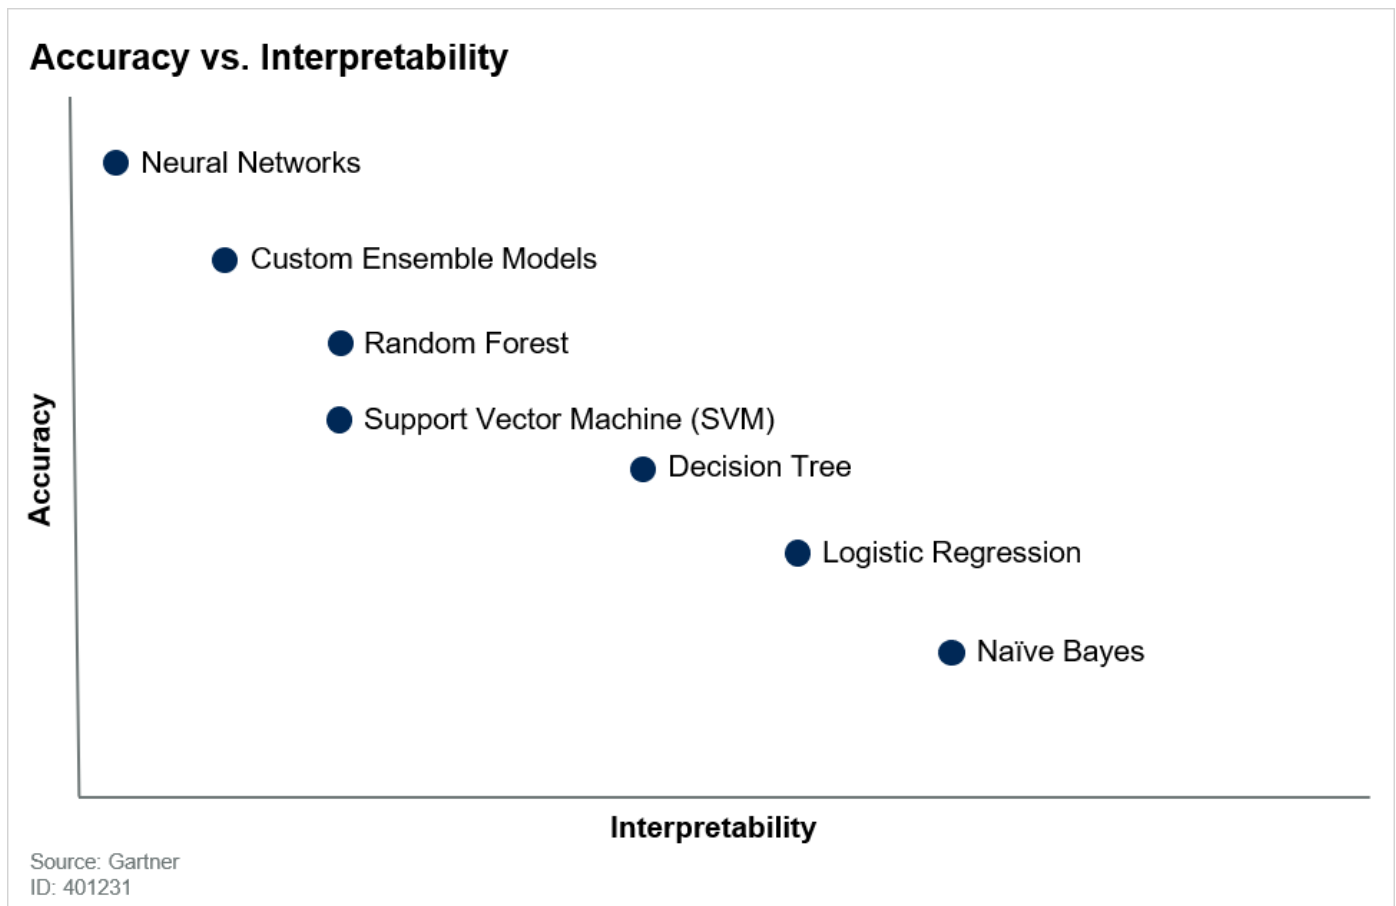 Accuracy vs. Interpretability
Neural Networks
Custom Ensemble Models
Random Forest
Support Vector Machine (SVM)
Decision Tree
Logistic Regression
Naïve Bayes
Accuracy
Interpretability
Source: Gartner
ID: 401231